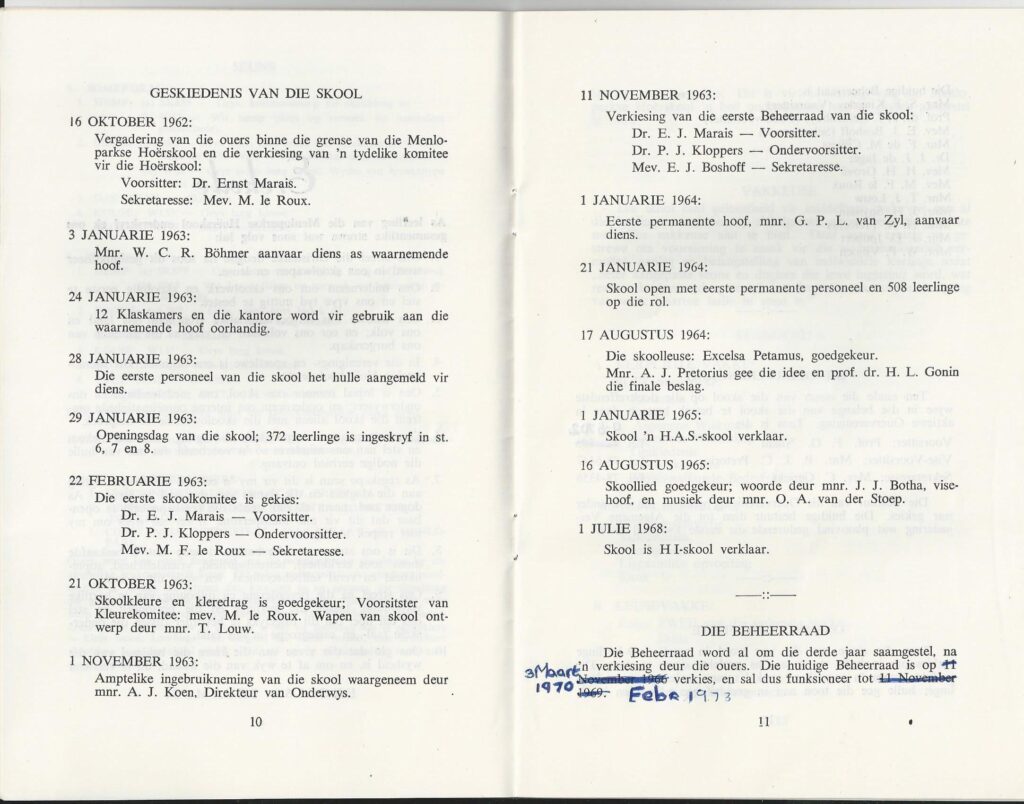 GESKIEDENIS VAN DIE SKOOL
16 OKTOBER 1962:
Vergadering van die ouers binne die grense van die Menlo-
parkse Hoërskool en die verkiesing van 'n tydelike komitee
vir die Hoërskool:
Voorsitter: Dr. Ernst Marais.
Sekretaresse: Mev. M. le Roux.
3 JANUARIE 1963:
Mnr. W. C. R. Böhmer aanvaar diens as waarnemende
hoof.
24 JANUARIE 1963:
12 Klaskamers en die kantore word vir gebruik aan die
waarnemende hoof oorhandig.
28 JANUARIE 1963:
Die eerste personeel van die skool het hulle aangemeld vir
diens.
29 JANUARIE 1963:
Openingsdag van die skool; 372 leerlinge is ingeskryf in st.
6, 7 en 8.
22 FEBRUARIE 1963:
Die eerste skoolkomitee is gekies:
Dr. E. J. Marais — Voorsitter.
Dr. P. J. Kloppers — Ondervoorsitter.
Mev. M. F. le Roux — Sekretaresse.
21 OKTOBER 1963:
Skoolkleure en kleredrag is goedgekeur; Voorsitster van
Kleurekomitee: mev. M. le Roux. Wapen van skool ont-
werp deur mnr. T. Louw.
1 NOVEMBER 1963:
Amptelike ingebruikneming van die skool waargeneem deur
mnr. A. J. Koen, Direkteur van Onderwys.
10
11 NOVEMBER 1963:
Verkiesing van die eerste Beheerraad van die skool:
Dr. E. J. Marais — Voorsitter.
Dr. P. J. Kloppers — Ondervoorsitter.
Mev. E. J. Boshoff — Sekretaresse.
1 JANUARIE 1964:
Eerste permanente hoof, mnr. G. P. L. van Zyl, aanvaar
diens.
21 JANUARIE 1964:
Skool open met eerste permanente personeel en 508 leerlinge
op die rol.
17 AUGUSTUS 1964:
Die skoolleuse: Excelsa Petamus, goedgekeur.
Mnr. A. J. Pretorius gee die idee en prof. dr. H. L. Gonin
die finale beslag.
1 JANUARIE 1965:
Skool 'n H.A.S.-skool verklaar.
16 AUGUSTUS 1965:
Skoollied goedgekeur; woorde deur mnr. J. J. Botha, vise-
hoof, en musiek deur mnr. O. A. van der Stoep.
1 JULIE 1968:
Skool is H I-skool verklaar.
DIE BEHEERRAAD
Die Beheerraad word al om die derde jaar saamgestel, na
'n verkiesing deur die ouers. Die huidige Beheerraad is op 11
November 1966 verkies, en sal dus funksioneer tot 11 November
1969.
3 Maart
1970
Feb 1973
11